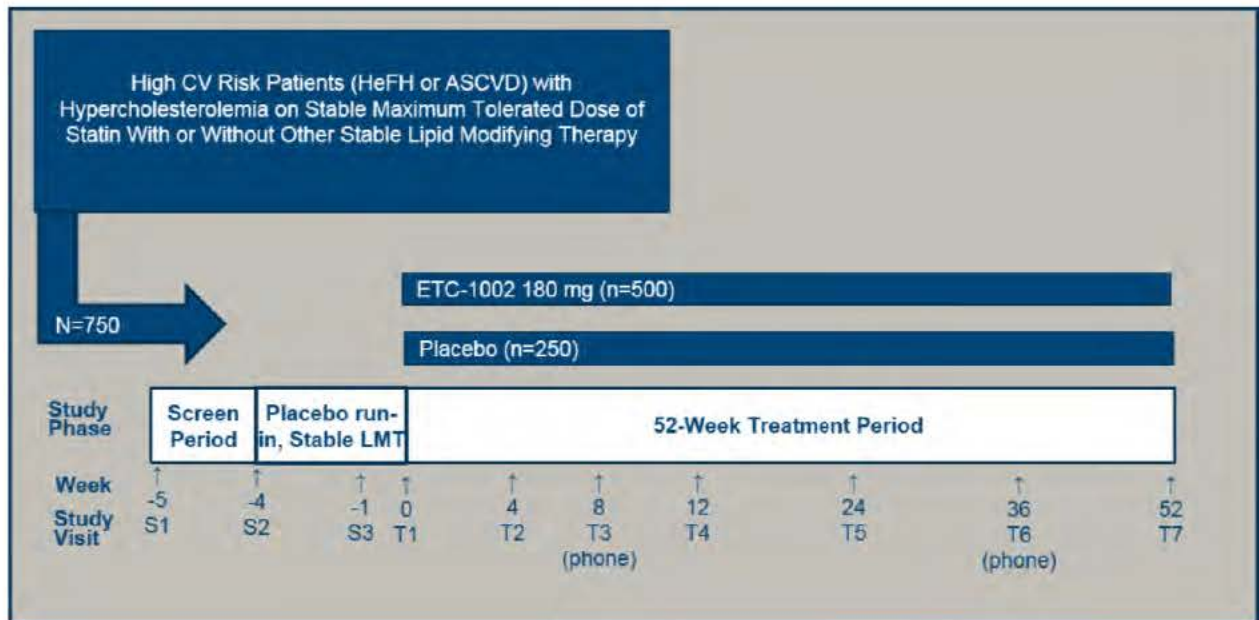 High CV Risk Patients (HeFH or ASCVD) with
Hypercholesterolemia on Stable Maximum Tolerated Dose of
Statin With or Without Other Stable Lipid Modifying Therapy
ETC-1002 180 mg (n=500)
N=750
Placebo (n=250)
Study Phase
Screen Period
Placebo run-in, Stable LMT
52-Week Treatment Period
Week
-5 -4 -1 0 4 8 12 24 36 52
Study Visit
S1 S2 S3 T1 T2 T3 T4 T5 T6 T7
(phone) (phone)